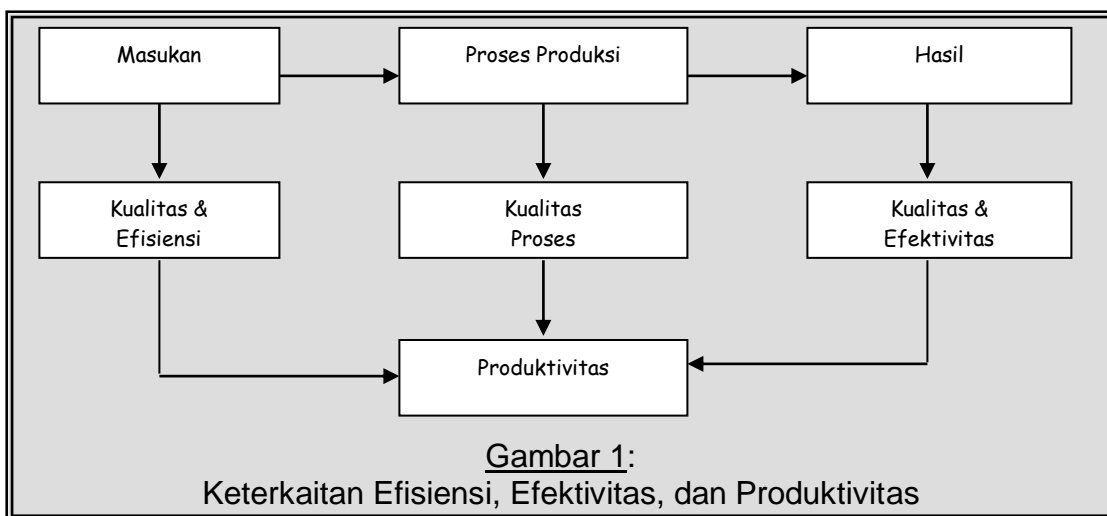 Masukan
Proses Produksi
Hasil
Kualitas &
Efisiensi
Kualitas
Proses
Kualitas &
Efektivitas
Produktivitas
Gambar 1:
Keterkaitan Efisiensi, Efektivitas, dan Produktivitas